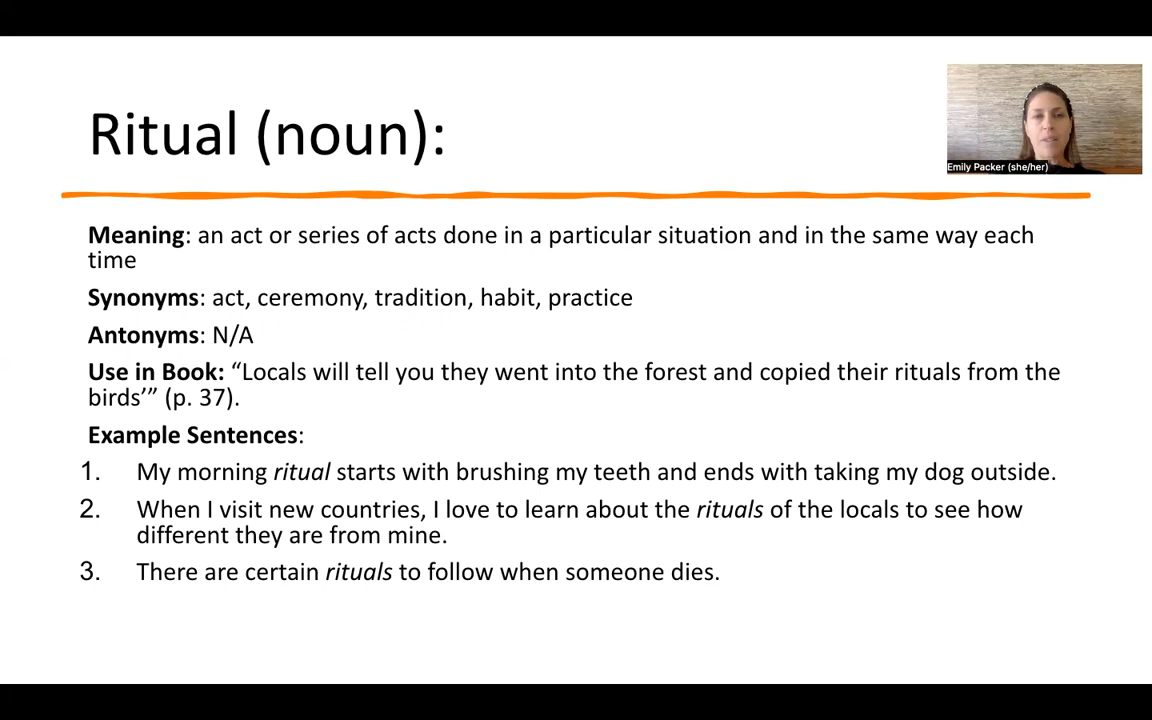 Ritual (noun):
Emily Packer (she/her)
Meaning: an act or series of acts done in a particular situation and in the same way each
time
Synonyms: act, ceremony, tradition, habit, practice
Antonyms: N/A
Use in Book: “Locals will tell you they went into the forest and copied their rituals from the
birds’” (p. 37).
Example Sentences:
1. My morning ritual starts with brushing my teeth and ends with taking my dog outside.
2. When I visit new countries, I love to learn about the rituals of the locals to see how
different they are from mine.
3. There are certain rituals to follow when someone dies.